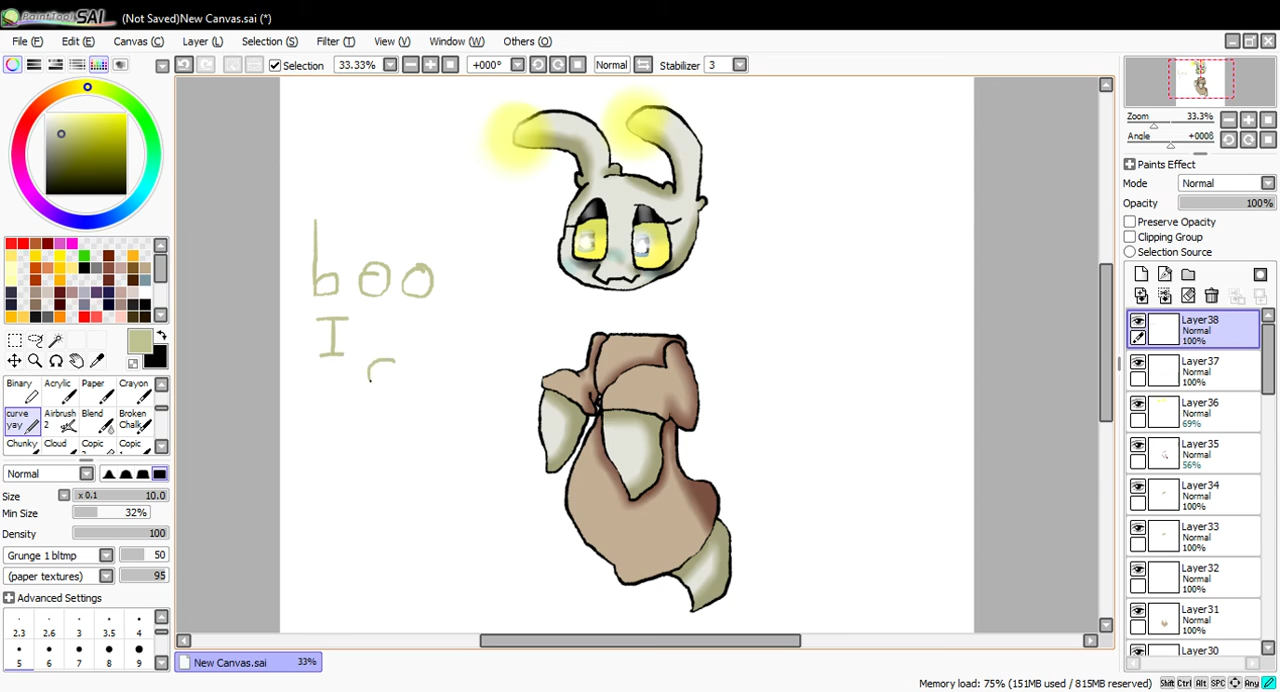 PaintTool SAI (Not Saved)New Canvas.sai (*)
File (F) Edit (E) Canvas (C) Layer (L) Selection (S) Filter (T) View (V) Window (W) Others (O)
Selection 33.33% +000° Normal Stabilizer 3
Zoom 33.3%
Angle +000θ
Paints Effect
Mode Normal
Opacity 100%
Preserve Opacity
Clipping Group
Selection Source
Layer38
Normal
100%
Layer37
Normal
100%
Layer36
Normal
69%
Layer35
Normal
56%
Layer34
Normal
100%
Layer33
Normal
100%
Layer32
Normal
100%
Layer31
Normal
100%
Layer30
boo
I
Binary Acrylic Paper Crayon
curve yay Airbrush 2 Blend Broken Chalk
Chunky Cloud Copic Copic
Normal
Size x 0.1 10.0
Min Size 32%
Density 100
Grunge 1 bltmp 50
(paper textures) 95
Advanced Settings
2.3 2.6 3 3.5 4
5 6 7 8 9
New Canvas.sai 33%
Memory load: 75% (151MB used / 815MB reserved) Shift Ctrl Alt SPC Any